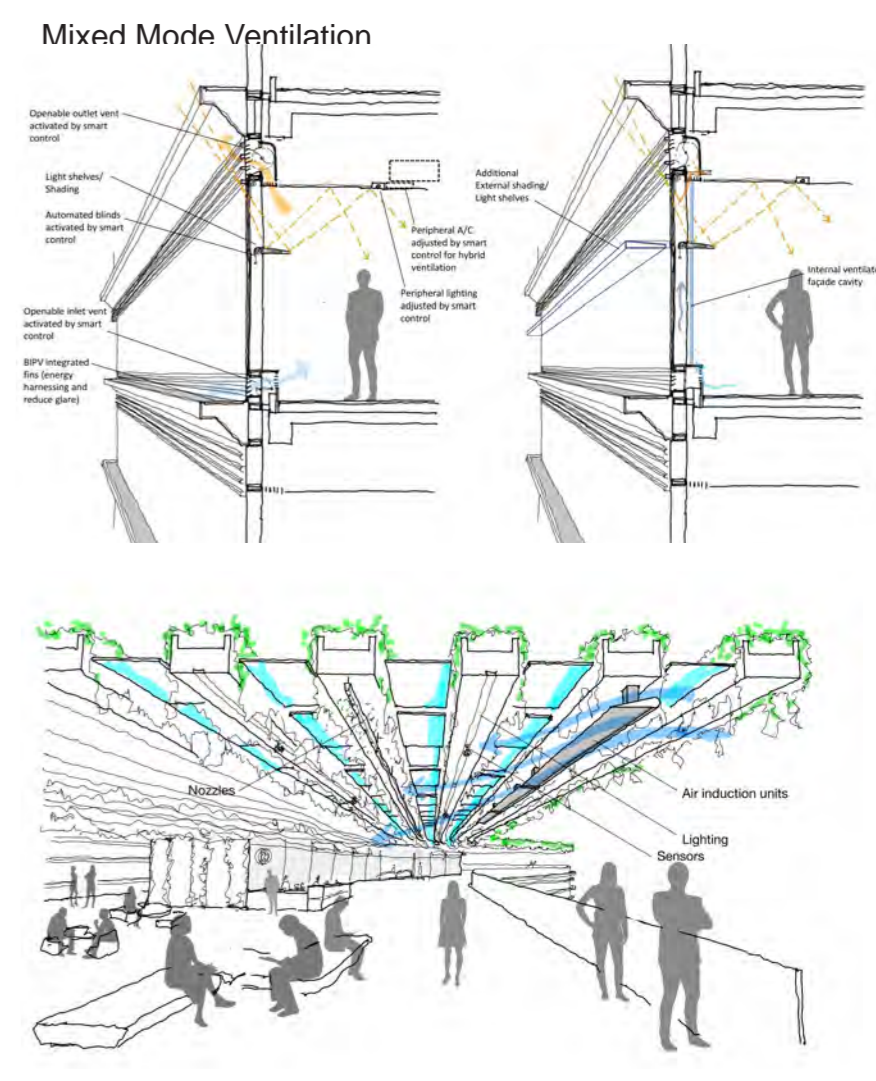 Mixed Mode Ventilation
Openable outlet vent
activated by smart
control
Light shelves/
Shading
Automated blinds
activated by smart
control
Openable inlet vent
activated by smart
control
BIPV integrated
fins (energy
harnessing and
reduce glare)
Peripheral A/C
adjusted by smart
control for hybrid
ventilation
Peripheral lighting
adjusted by smart
control
Additional
External shading/
Light shelves
Internal ventilate
façade cavity
Nozzles
Air induction units
Lighting
Sensors